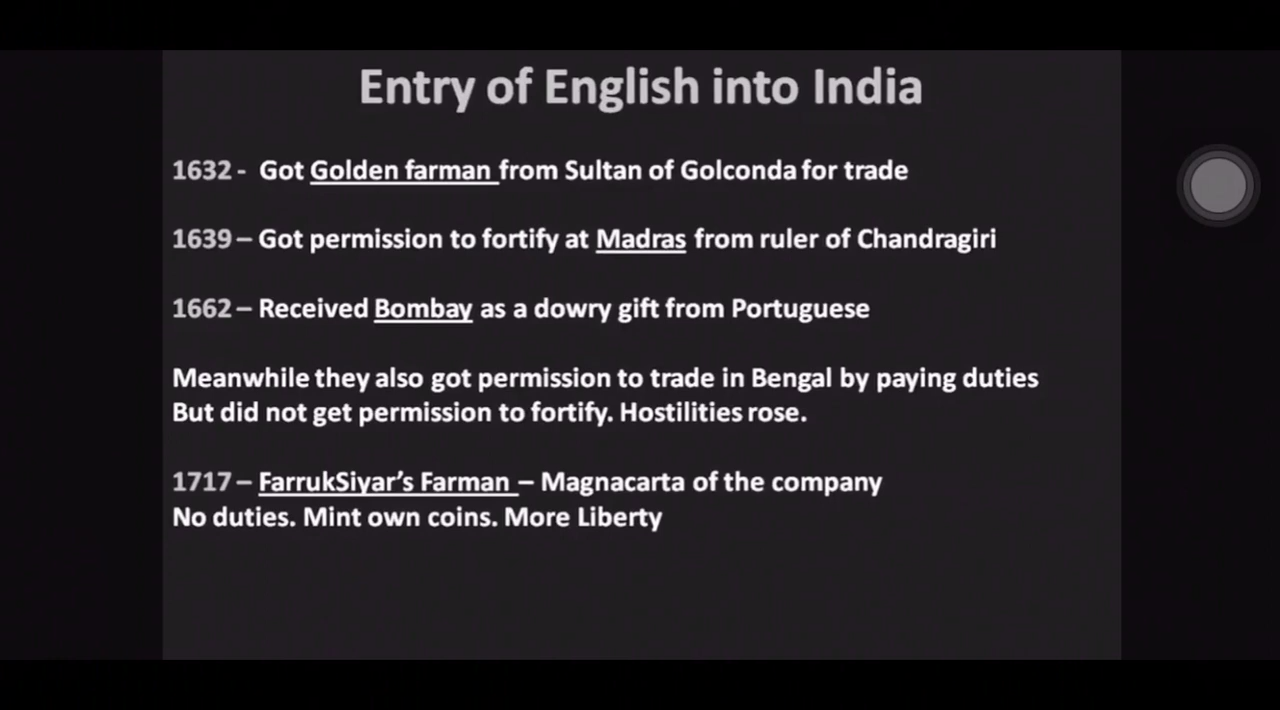 Entry of English into India
1632 - Got Golden farman from Sultan of Golconda for trade
1639 – Got permission to fortify at Madras from ruler of Chandragiri
1662 – Received Bombay as a dowry gift from Portuguese
Meanwhile they also got permission to trade in Bengal by paying duties
But did not get permission to fortify. Hostilities rose.
1717 – FarrukSiyar’s Farman – Magnacarta of the company
No duties. Mint own coins. More Liberty